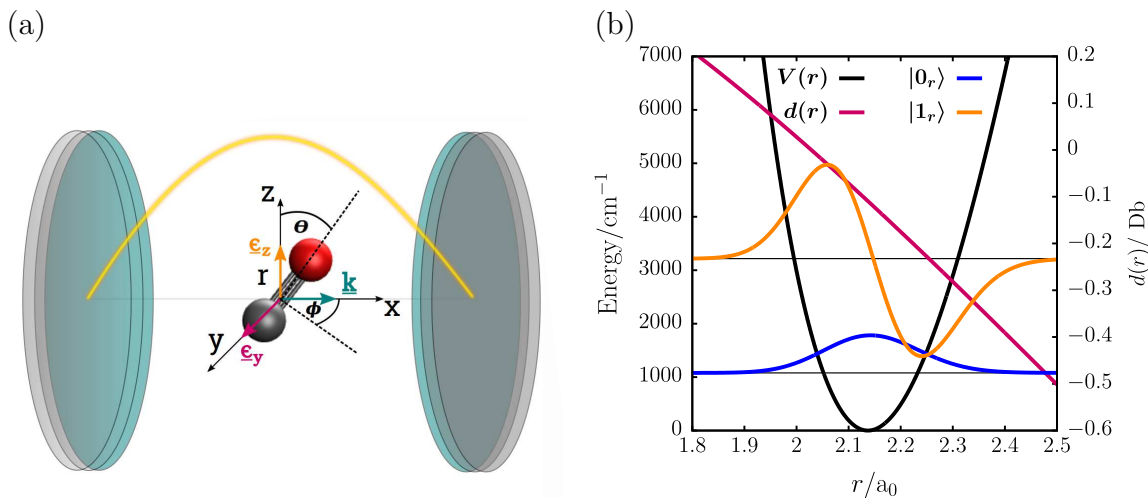 (a)
z
Θ
ϵ_z
r
k
x
ϕ
y
ϵ_y
(b)
7000
6000
5000
4000
3000
2000
1000
0
Energy/cm⁻¹
V(r)
d(r)
|0_r⟩
|1_r⟩
0.2
0.1
0
−0.1
−0.2
−0.3
−0.4
−0.5
−0.6
d(r)/ Db
1.8 1.9 2 2.1 2.2 2.3 2.4 2.5
r/a₀